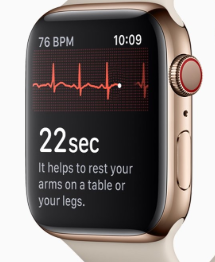 76 BPM 10:09
22sec
It helps to rest your
arms on a table or
your legs.